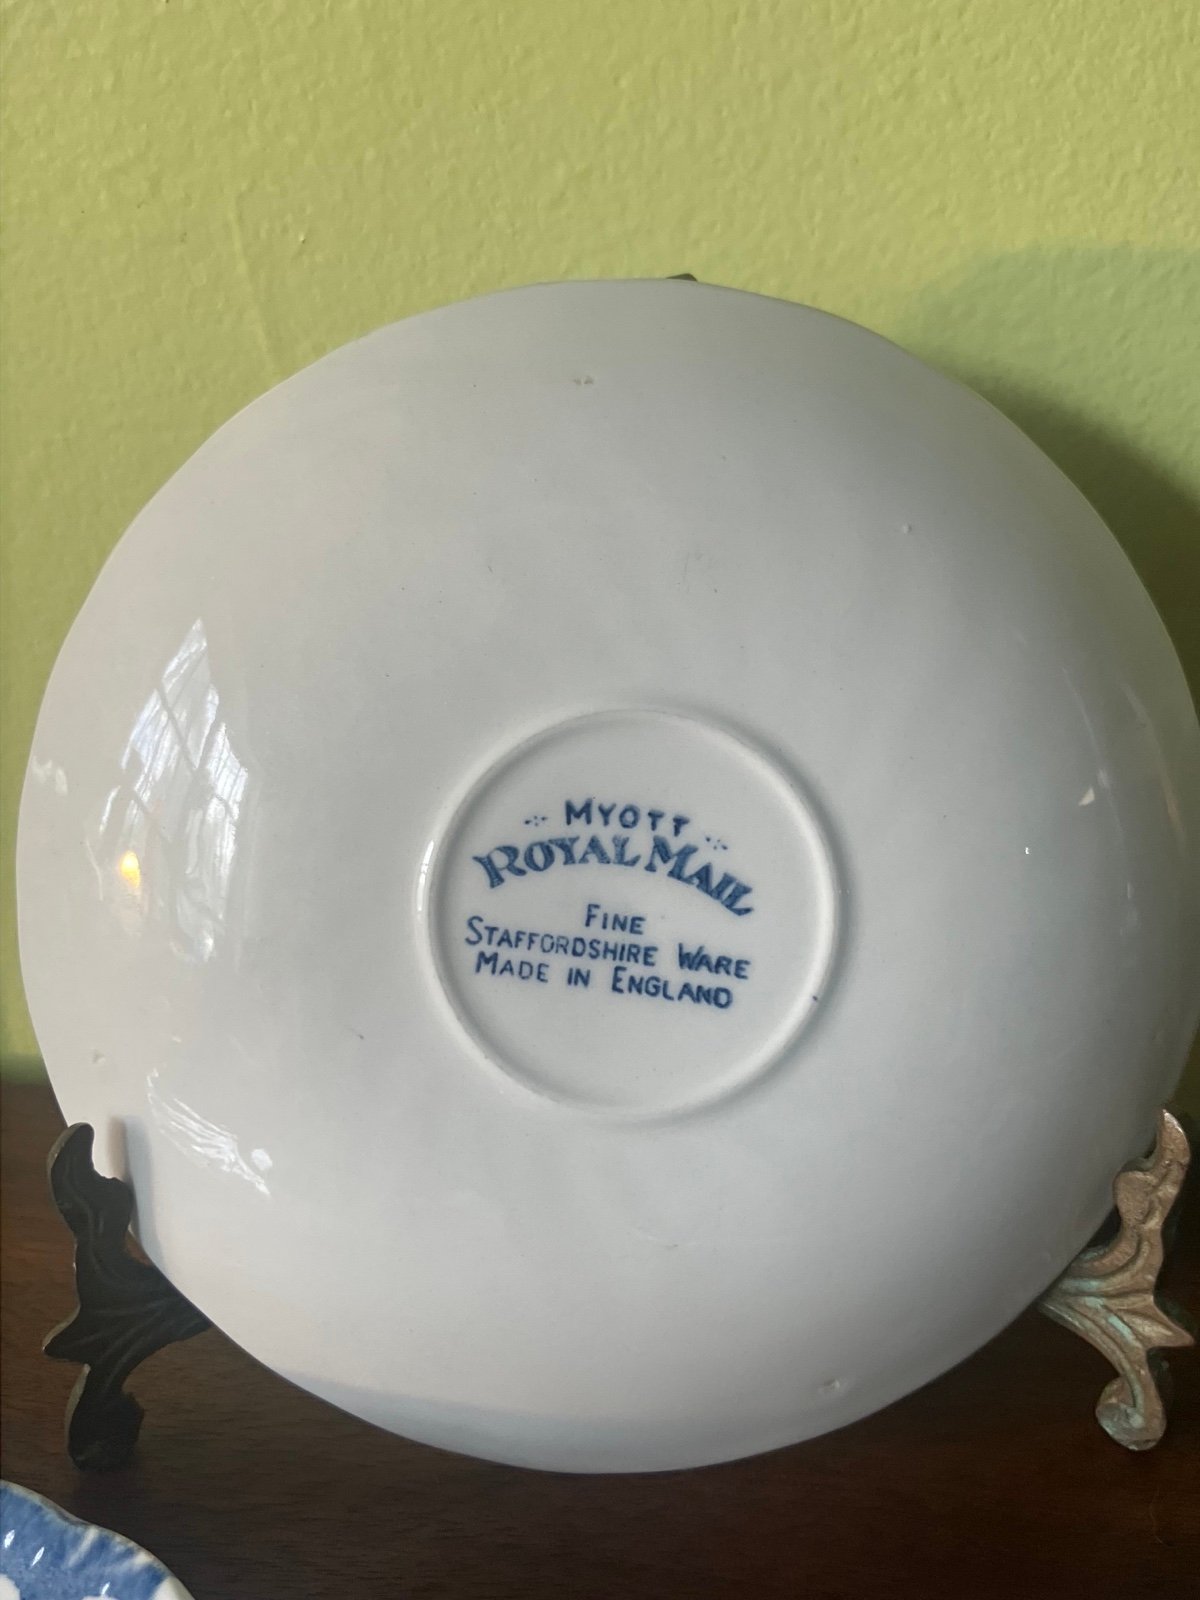 MYOTT
ROYAL MAIL
FINE
STAFFORDSHIRE WARE
MADE IN ENGLAND